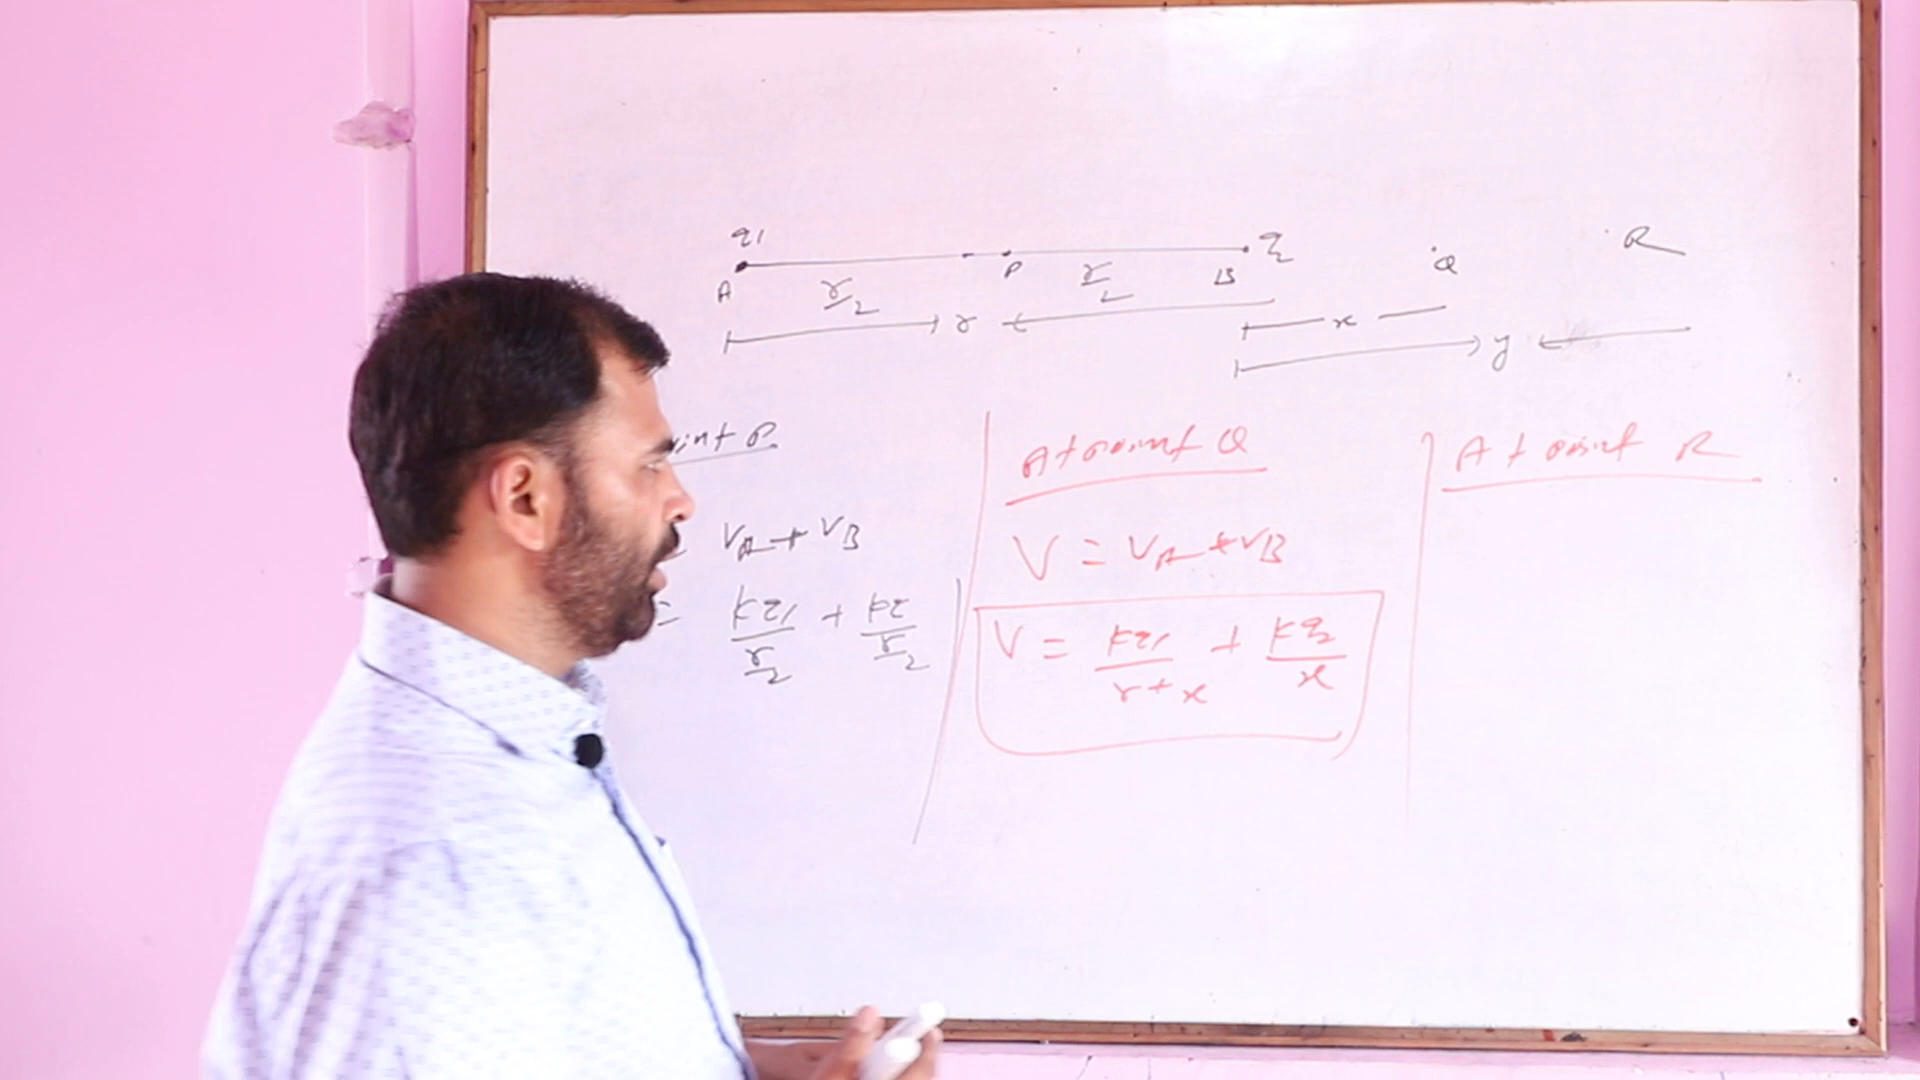 q1 q2
A P B Q R
r/2 r/2
r x
y
int P
At point Q
At point R
= VA + VB
V = VA + VB
= kq1/(r/2) + kq2/(r/2)
V = kq1/(r+x) + kq2/x